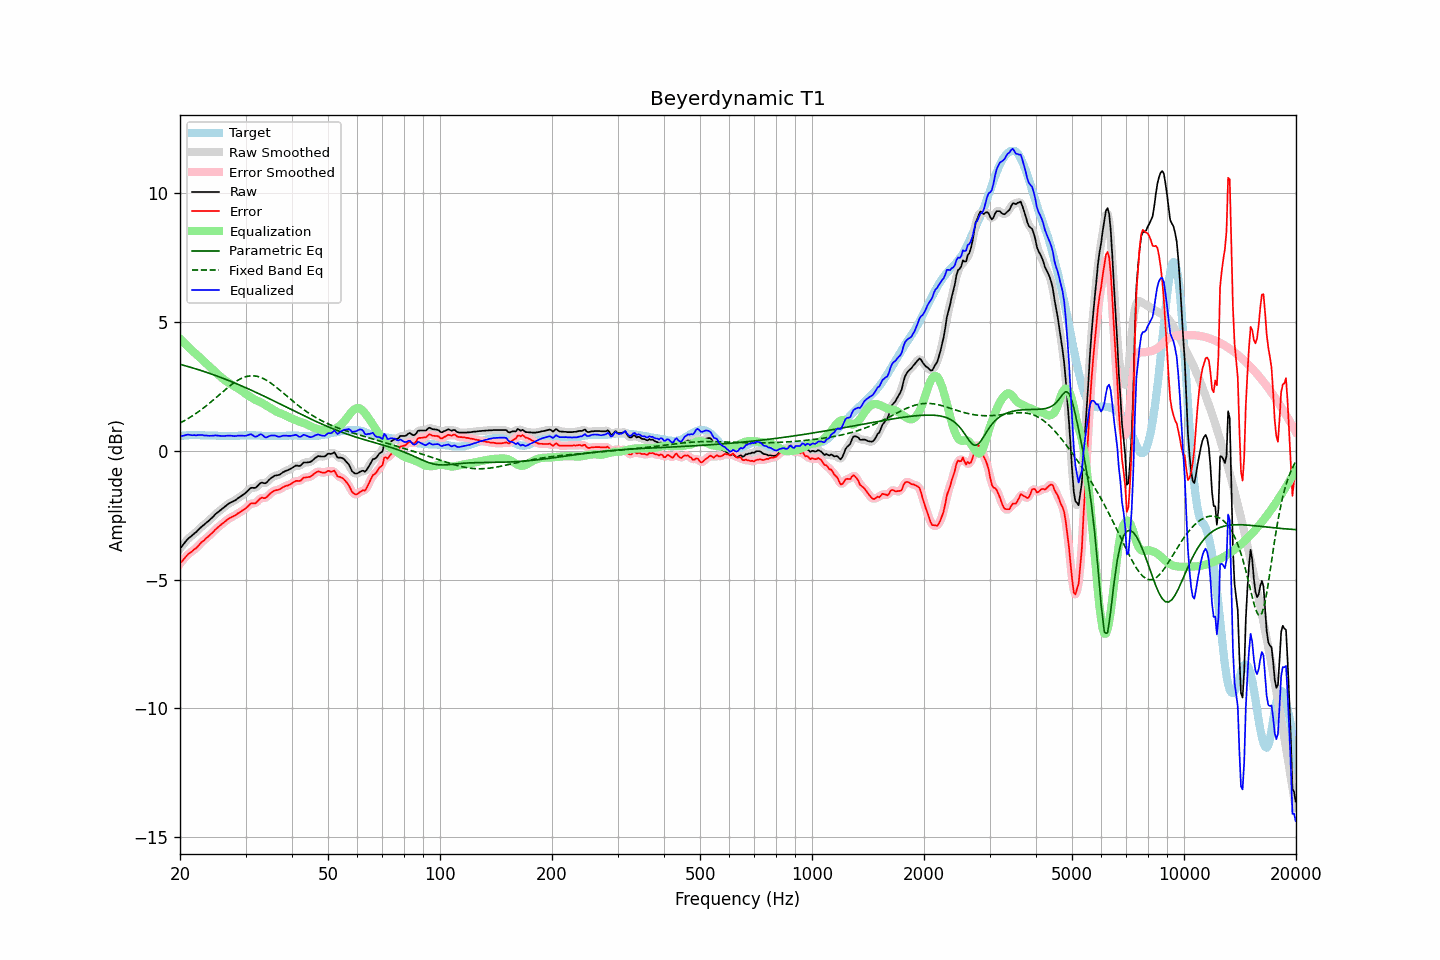 Beyerdynamic T1
Target
Raw Smoothed
Error Smoothed
Raw
Error
Equalization
Parametric Eq
Fixed Band Eq
Equalized
10
5
0
−5
−10
−15
Amplitude (dBr)
20 50 100 200 500 1000 2000 5000 10000 20000
Frequency (Hz)